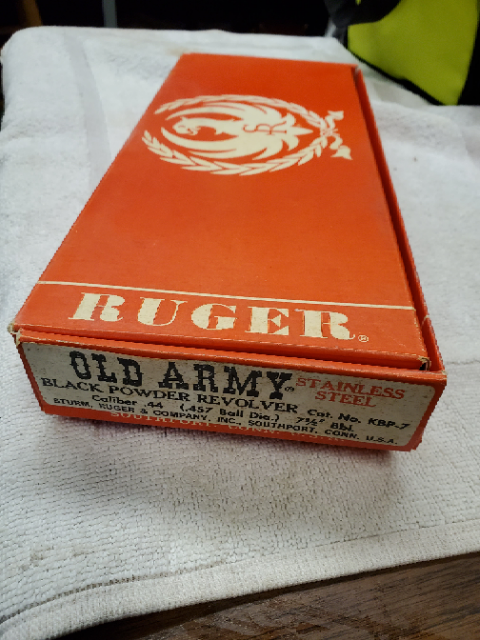 SR
RUGER®
OLD ARMY® STAINLESS STEEL
BLACK POWDER REVOLVER Cat. No. KBP-7
Caliber .44 (.457 Ball Dia.) 7½" Bbl.
STURM, RUGER & COMPANY, INC., SOUTHPORT, CONN. U.S.A.